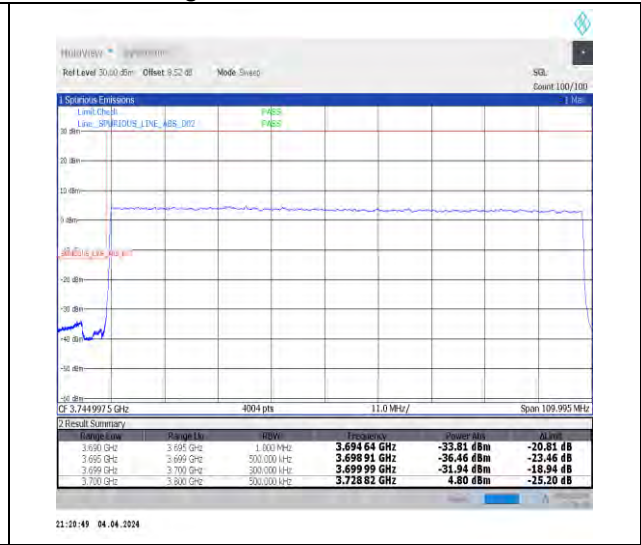 MultiView Spectrum
Ref Level 30.00 dBm Offset 9.52 dB Mode Sweep SGL
Count 100/100
1 Spurious Emissions 1 Max
Limit Check PASS
Line _SPURIOUS_LINE_ABS_D02 PASS
30 dBm
20 dBm
10 dBm
0 dBm
-20 dBm
-30 dBm
-40 dBm
-50 dBm
-60 dBm
CF 3.7449975 GHz 4004 pts 11.0 MHz/ Span 109.995 MHz
2 Result Summary
Range Low Range Up RBW Frequency Power Abs ΔLimit
3.690 GHz 3.695 GHz 1.000 MHz 3.694 64 GHz -33.81 dBm -20.81 dB
3.695 GHz 3.699 GHz 500.000 kHz 3.698 91 GHz -36.46 dBm -23.46 dB
3.699 GHz 3.700 GHz 300.000 kHz 3.699 99 GHz -31.94 dBm -18.94 dB
3.700 GHz 3.800 GHz 500.000 kHz 3.728 82 GHz 4.80 dBm -25.20 dB
21:20:49 04.04.2024